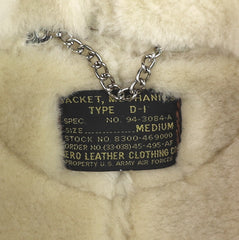 JACKET, MECHANIC
TYPE D-1
SPEC. NO. 94-3084-A
SIZE MEDIUM
STOCK NO 8300-469000
ORDER NO. (33-038) 45-495-AF
AERO LEATHER CLOTHING CO
PROPERTY U.S. ARMY AIR FORCES